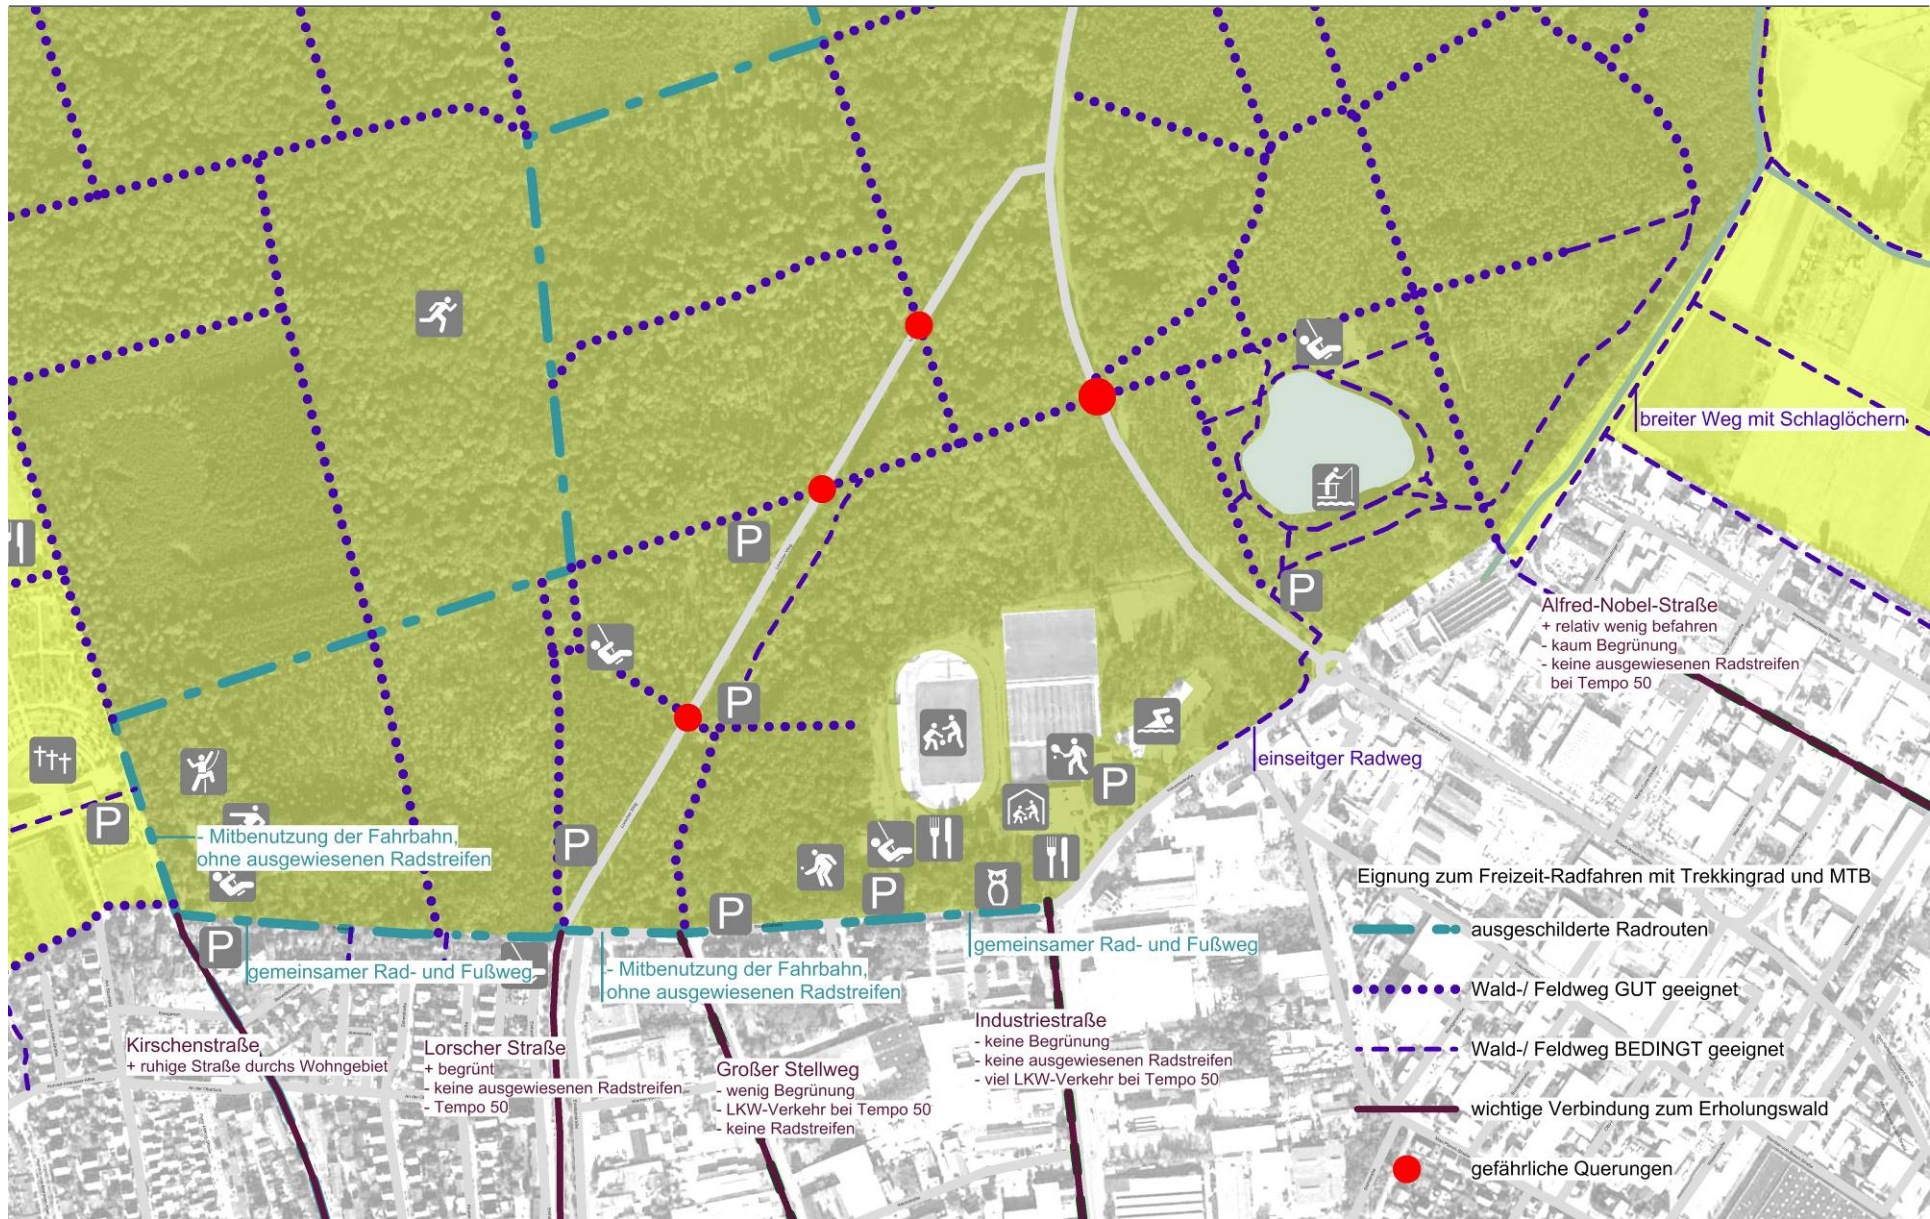 breiter Weg mit Schlaglöchern
P
P
Alfred-Nobel-Straße
+ relativ wenig befahren
- kaum Begrünung
- keine ausgewiesenen Radstreifen
bei Tempo 50
P
einseitger Radweg
P
P
- Mitbenutzung der Fahrbahn,
ohne ausgewiesenen Radstreifen
P
P
P
P
gemeinsamer Rad- und Fußweg
- Mitbenutzung der Fahrbahn,
ohne ausgewiesenen Radstreifen
gemeinsamer Rad- und Fußweg
Kirschenstraße
+ ruhige Straße durchs Wohngebiet
Lorscher Straße
+ begrünt
- keine ausgewiesenen Radstreifen
- Tempo 50
Großer Stellweg
- wenig Begrünung
- LKW-Verkehr bei Tempo 50
- keine Radstreifen
Industriestraße
- keine Begrünung
- keine ausgewiesenen Radstreifen
- viel LKW-Verkehr bei Tempo 50
Eignung zum Freizeit-Radfahren mit Trekkingrad und MTB
ausgeschilderte Radrouten
Wald-/ Feldweg GUT geeignet
Wald-/ Feldweg BEDINGT geeignet
wichtige Verbindung zum Erholungswald
gefährliche Querungen